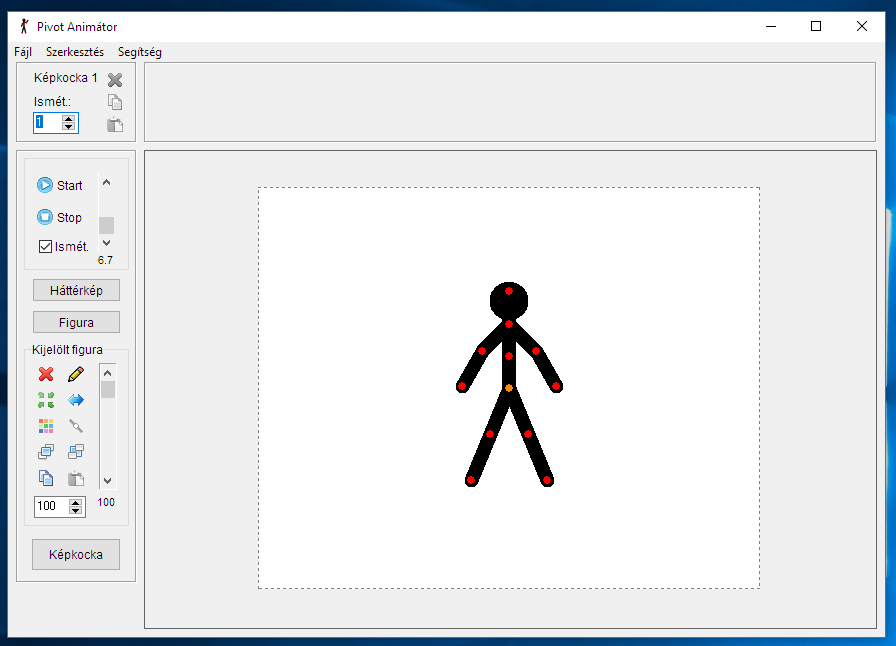 Pivot Animátor
Fájl Szerkesztés Segítség
Képkocka 1
Ismét.:
1
Start
Stop
Ismét.
6.7
Háttérkép
Figura
Kijelölt figura
100
100
Képkocka